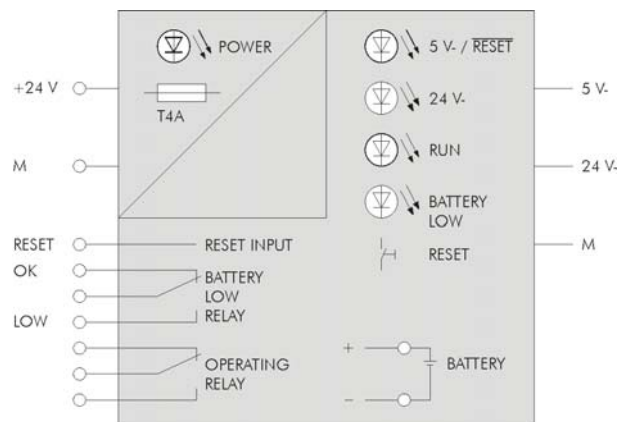 POWER
5 V- / RESET
+24 V
T4A
24 V-
5 V-
M
RUN
24 V-
BATTERY
LOW
RESET
RESET INPUT
RESET
M
OK
BATTERY
LOW
RELAY
LOW
OPERATING
RELAY
+
-
BATTERY